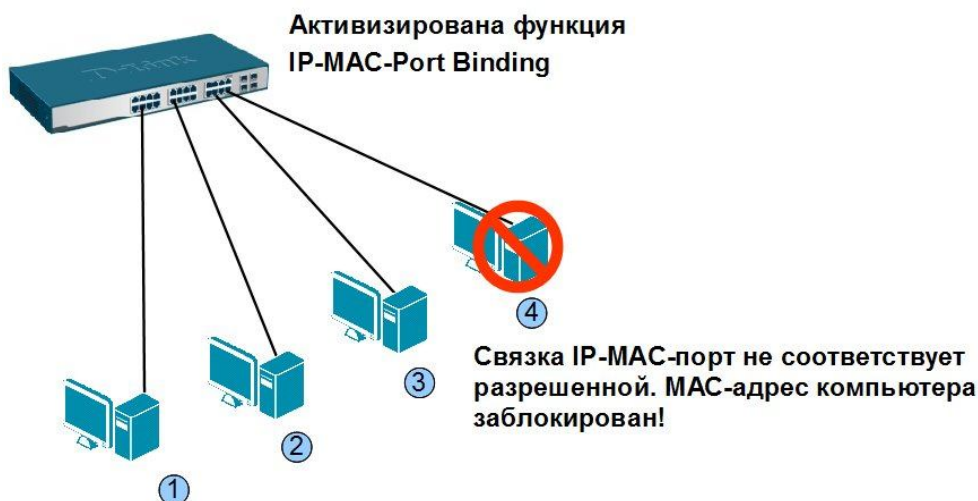 Активизирована функция
IP-MAC-Port Binding
D-Link
4
3
Связка IP-MAC-порт не соответствует
разрешенной. MAC-адрес компьютера
заблокирован!
2
1